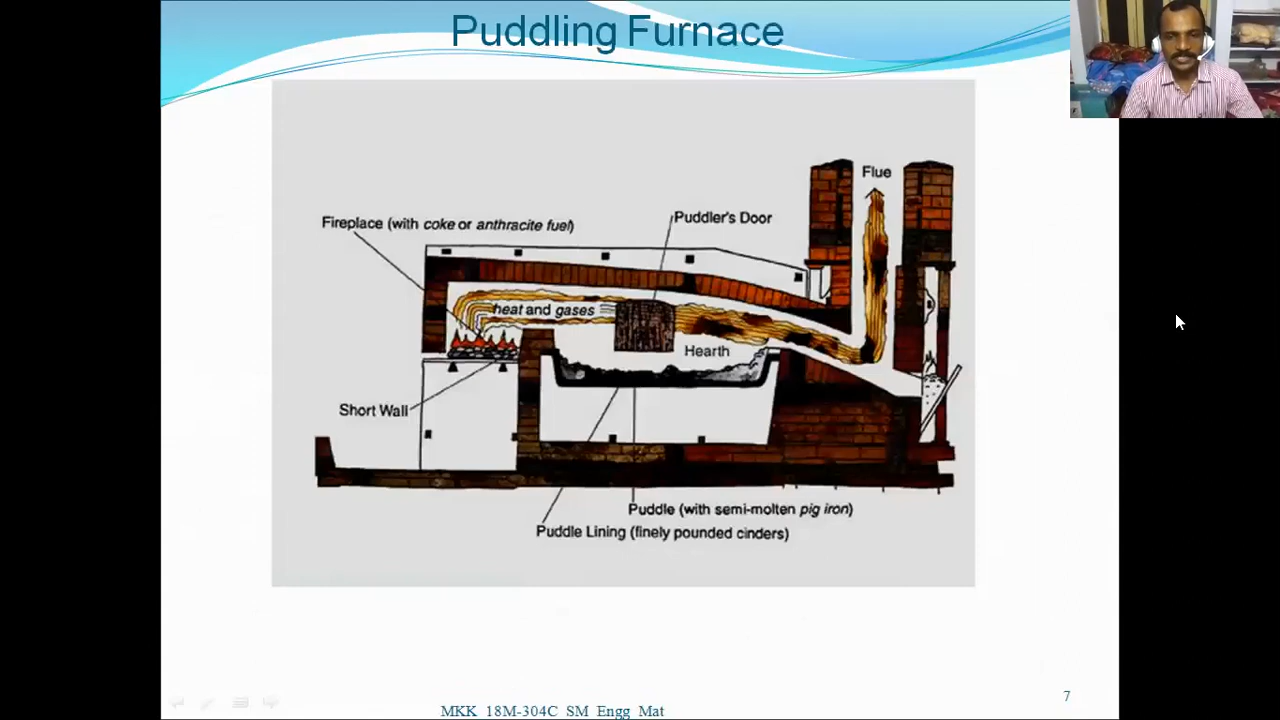 Puddling Furnace
Flue
Fireplace (with coke or anthracite fuel)
Puddler's Door
heat and gases
Hearth
Short Wall
Puddle (with semi-molten pig iron)
Puddle Lining (finely pounded cinders)
7
MKK 18M-304C SM Engg Mat